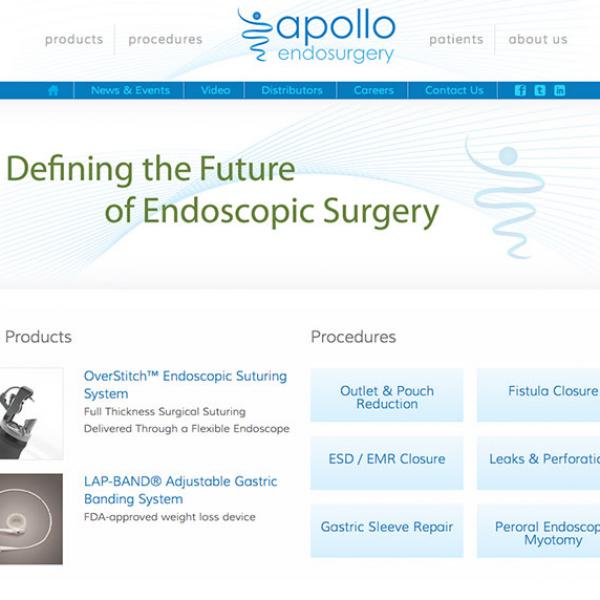 apollo
endosurgery
products
procedures
patients
about us
News & Events
Video
Distributors
Careers
Contact Us
Defining the Future
of Endoscopic Surgery
Products
OverStitch™ Endoscopic Suturing
System
Full Thickness Surgical Suturing
Delivered Through a Flexible Endoscope
LAP-BAND® Adjustable Gastric
Banding System
FDA-approved weight loss device
Procedures
Outlet & Pouch
Reduction
Fistula Closure
ESD / EMR Closure
Leaks & Perforatio
Gastric Sleeve Repair
Peroral Endoscop
Myotomy